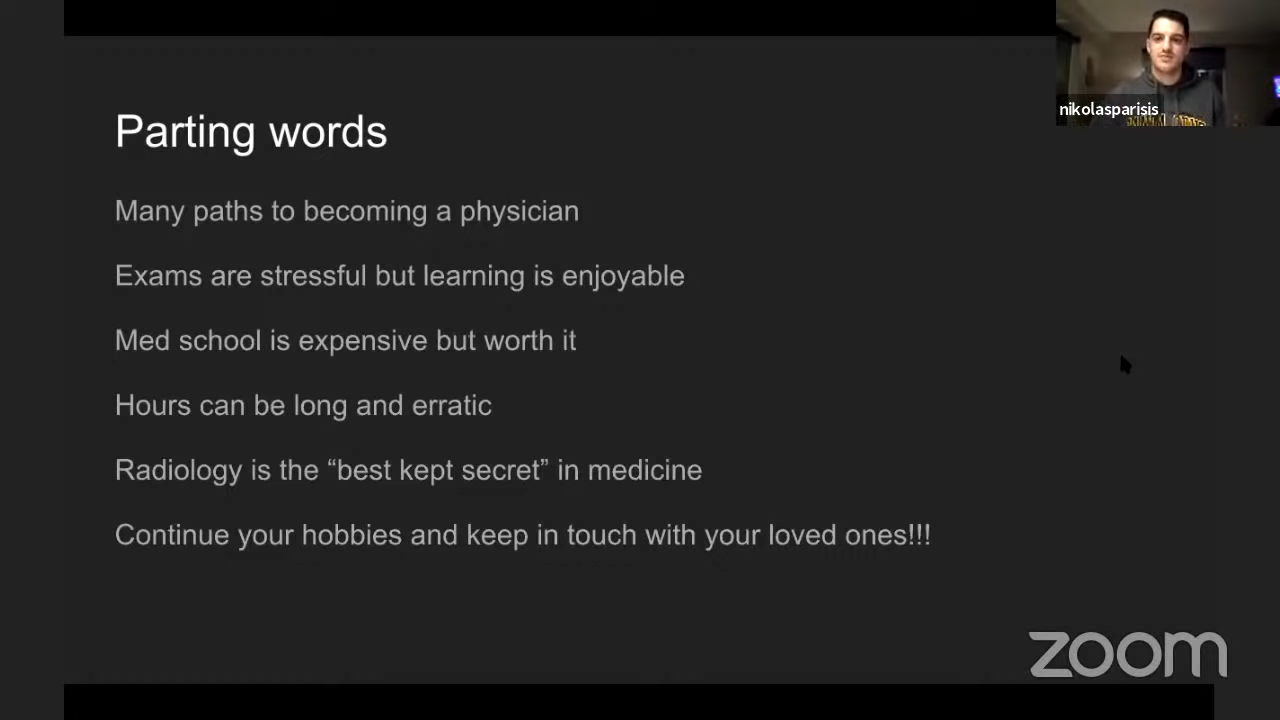 Parting words
Many paths to becoming a physician
Exams are stressful but learning is enjoyable
Med school is expensive but worth it
Hours can be long and erratic
Radiology is the “best kept secret” in medicine
Continue your hobbies and keep in touch with your loved ones!!!
nikolasparisis
zoom